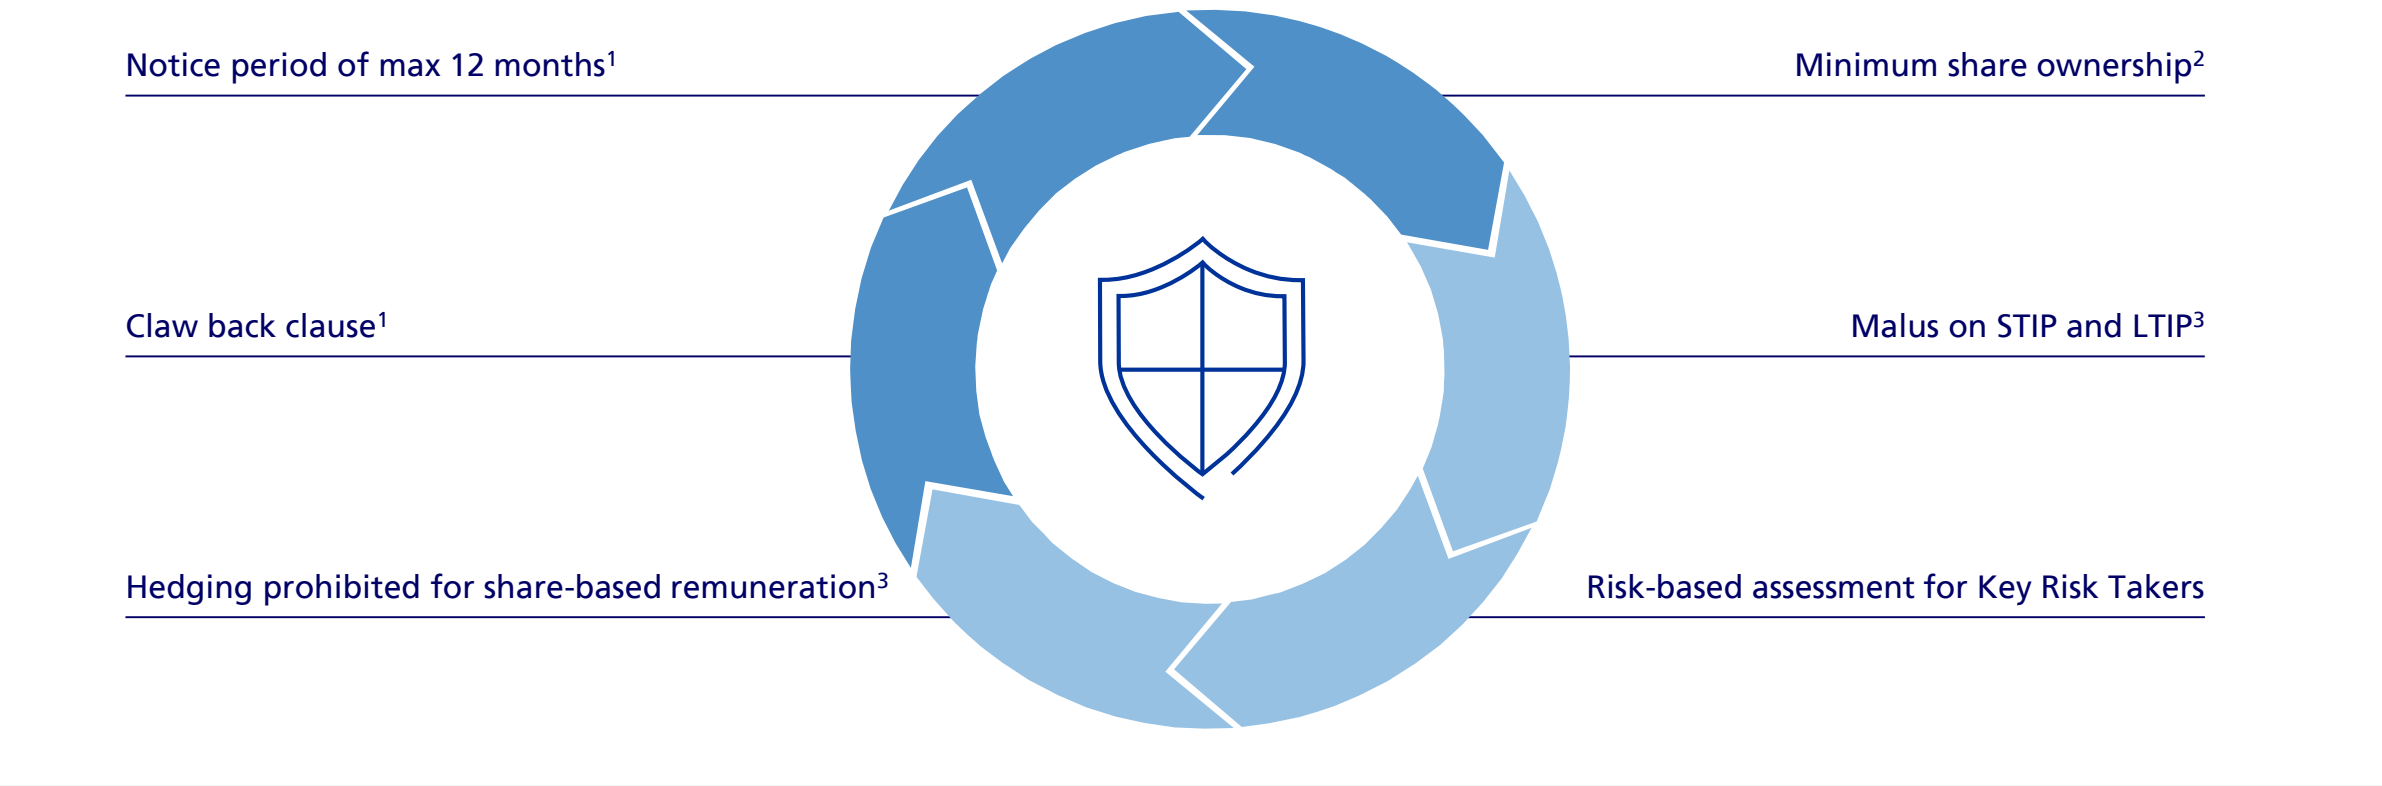 Notice period of max 12 months¹
Minimum share ownership²
Claw back clause¹
Malus on STIP and LTIP³
Hedging prohibited for share-based remuneration³
Risk-based assessment for Key Risk Takers